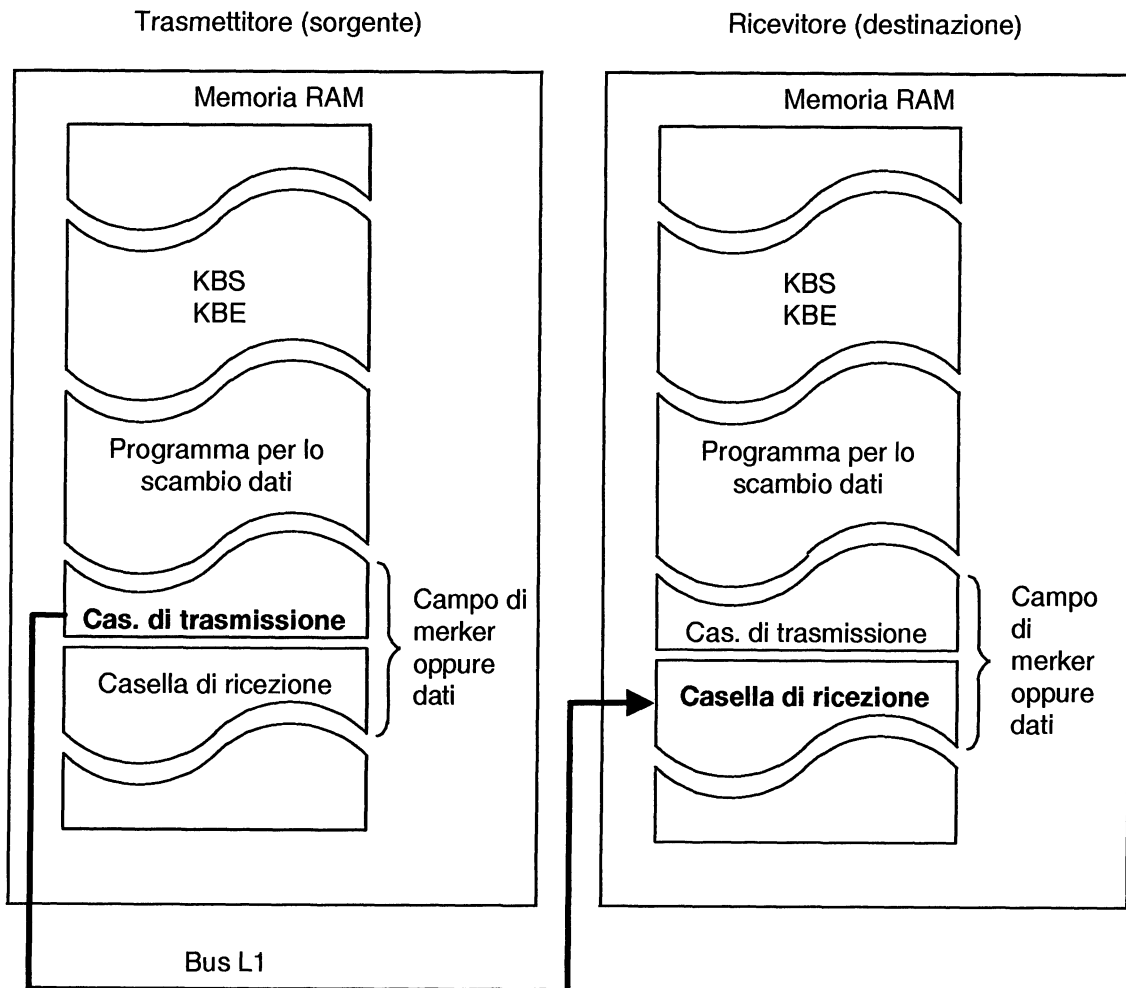 Trasmettitore (sorgente)
Memoria RAM
KBS
KBE
Programma per lo
scambio dati
Cas. di trasmissione
Casella di ricezione
Campo di
merker
oppure
dati
Ricevitore (destinazione)
Memoria RAM
KBS
KBE
Programma per lo
scambio dati
Cas. di trasmissione
Casella di ricezione
Campo
di
merker
oppure
dati
Bus L1